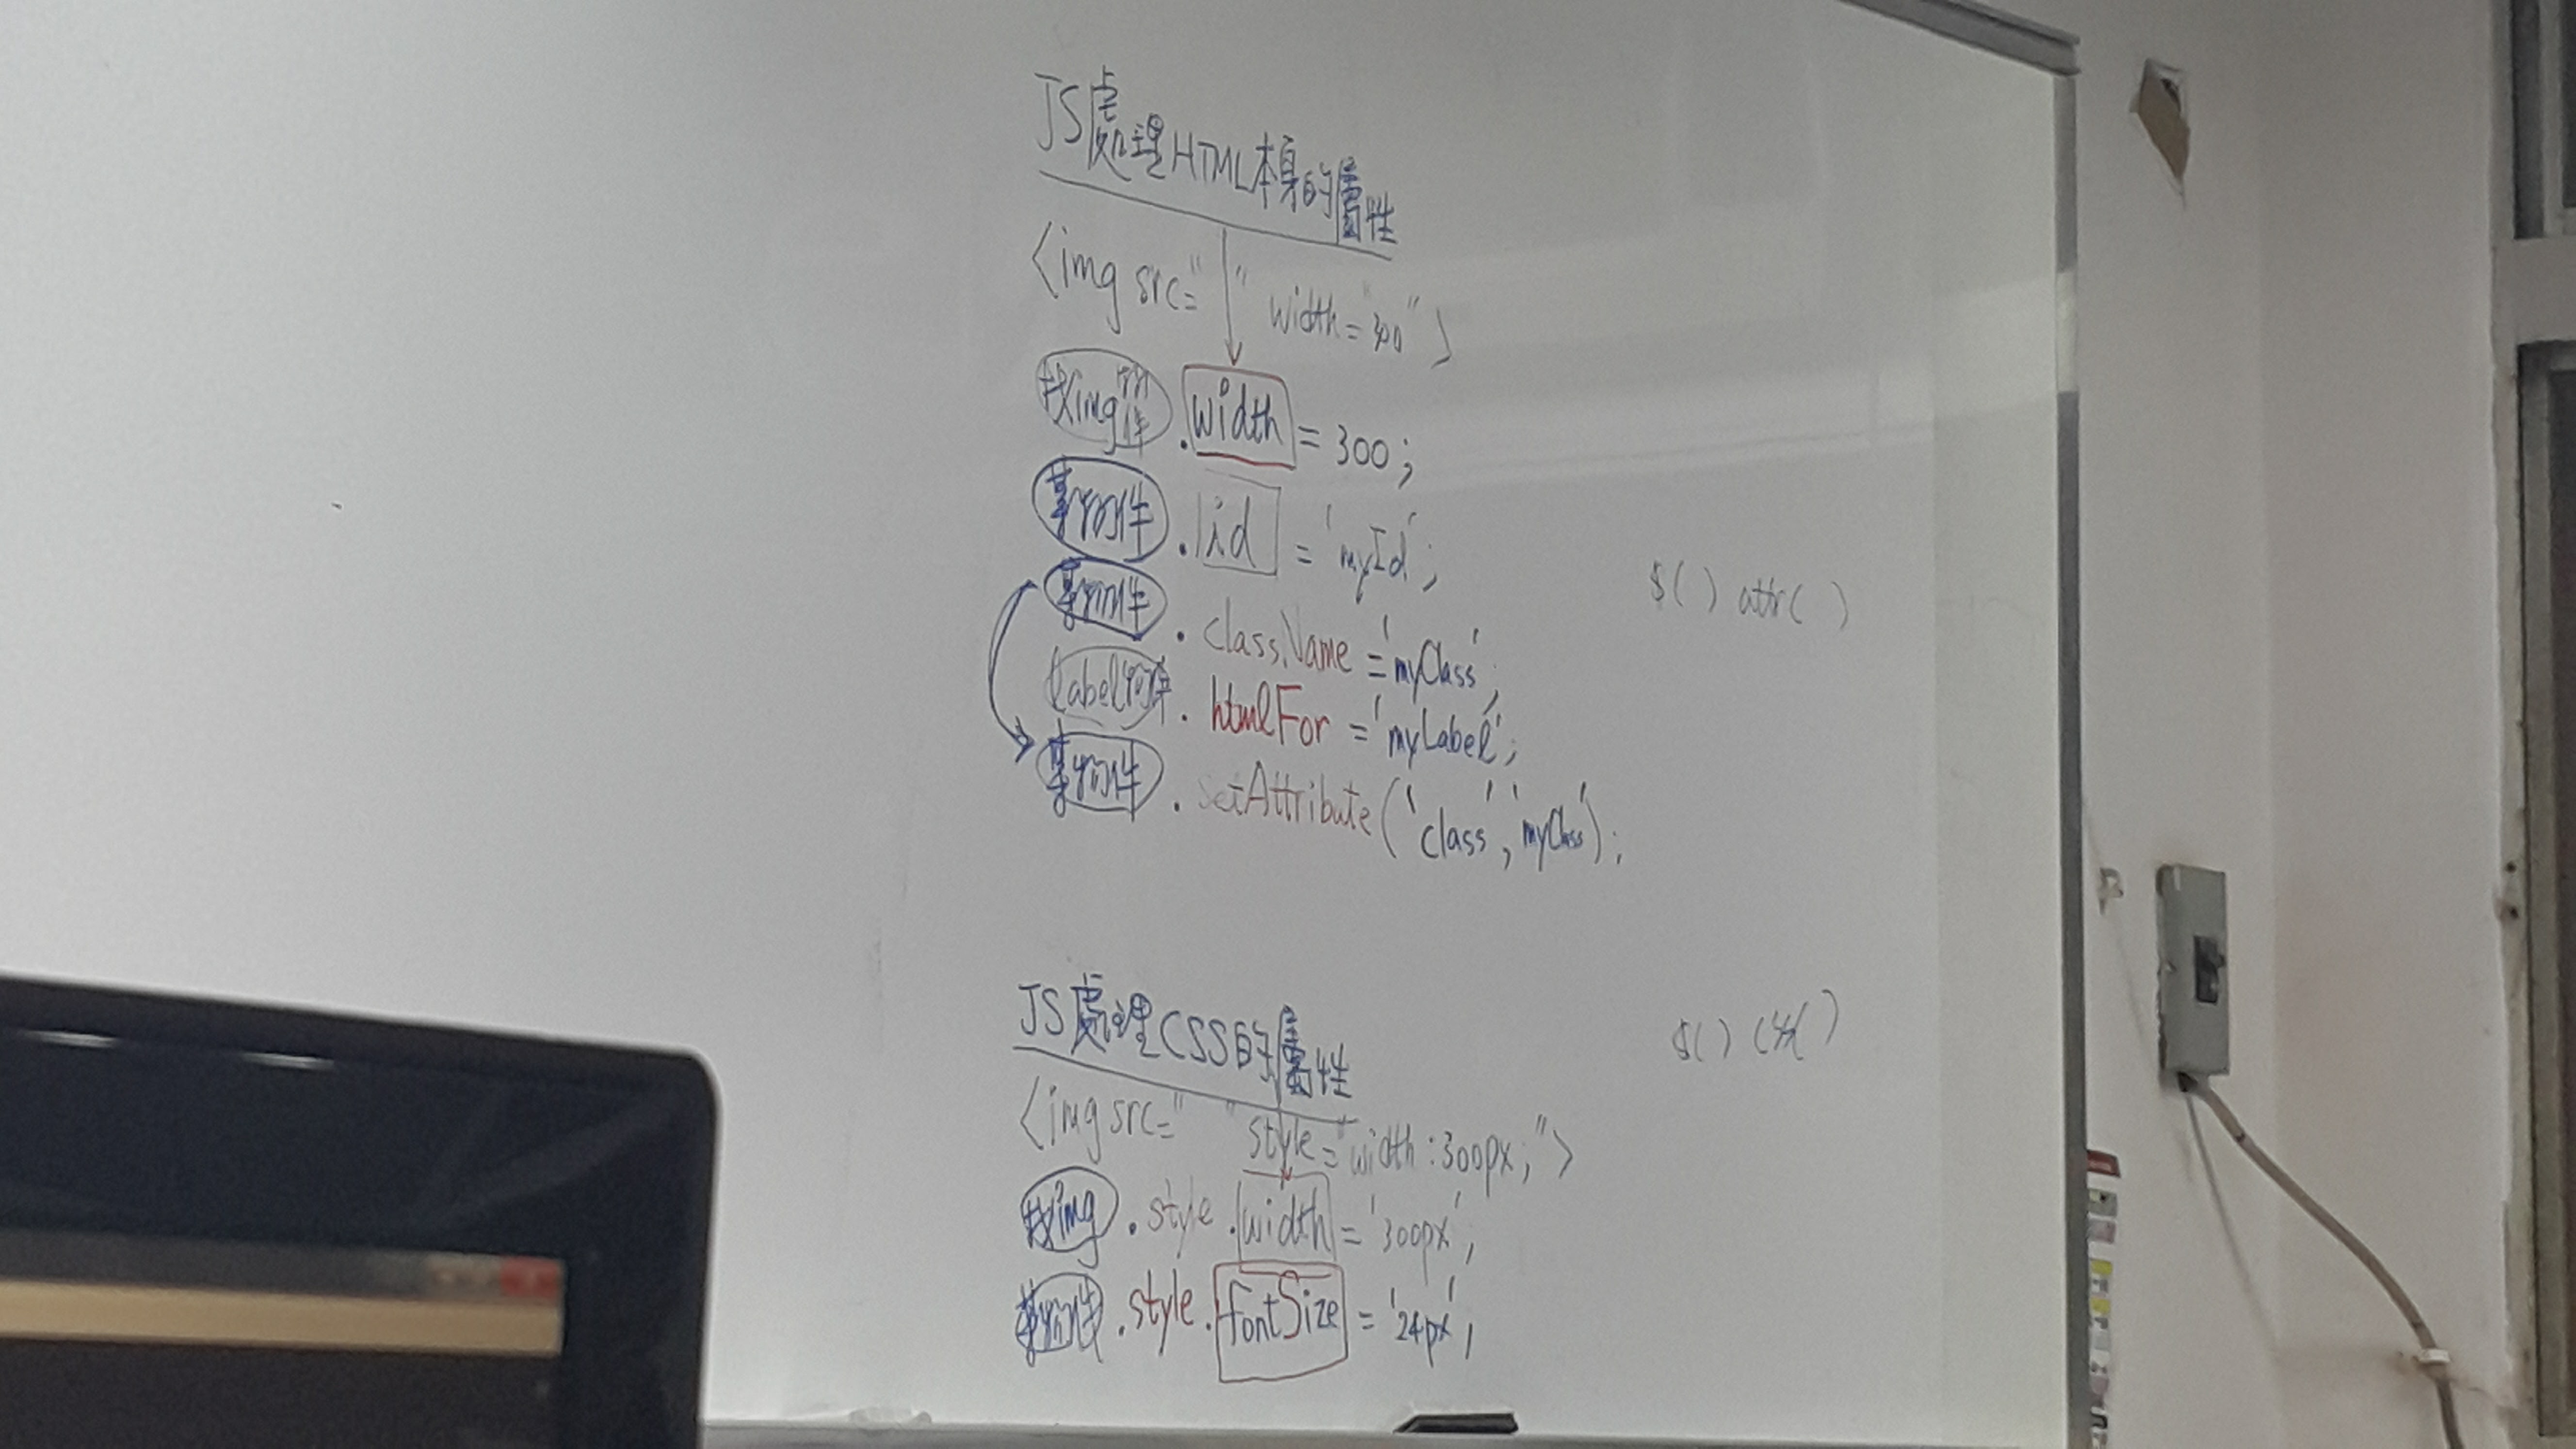 JS處理HTML本身的屬性
<img src=" " width="300">
找img物件.width = 300;
某物件.id = 'myId';
某物件.className = 'myClass';
label物件.htmlFor = 'myLabel';
某物件.setAttribute('class', 'myClass');
$( ) attr( )
JS處理CSS的屬性
$( )
<img src=" " style="width:300px;">
找img.style.width = '300px';
某物件.style.fontSize = '24px';